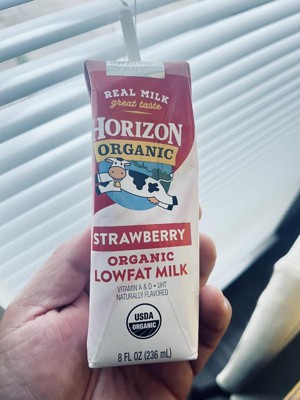 REAL MILK
great taste
HORIZON
ORGANIC
STRAWBERRY
ORGANIC
LOWFAT MILK
VITAMIN A & D • UHT
NATURALLY FLAVORED
USDA
ORGANIC
8 FL OZ (236 mL)